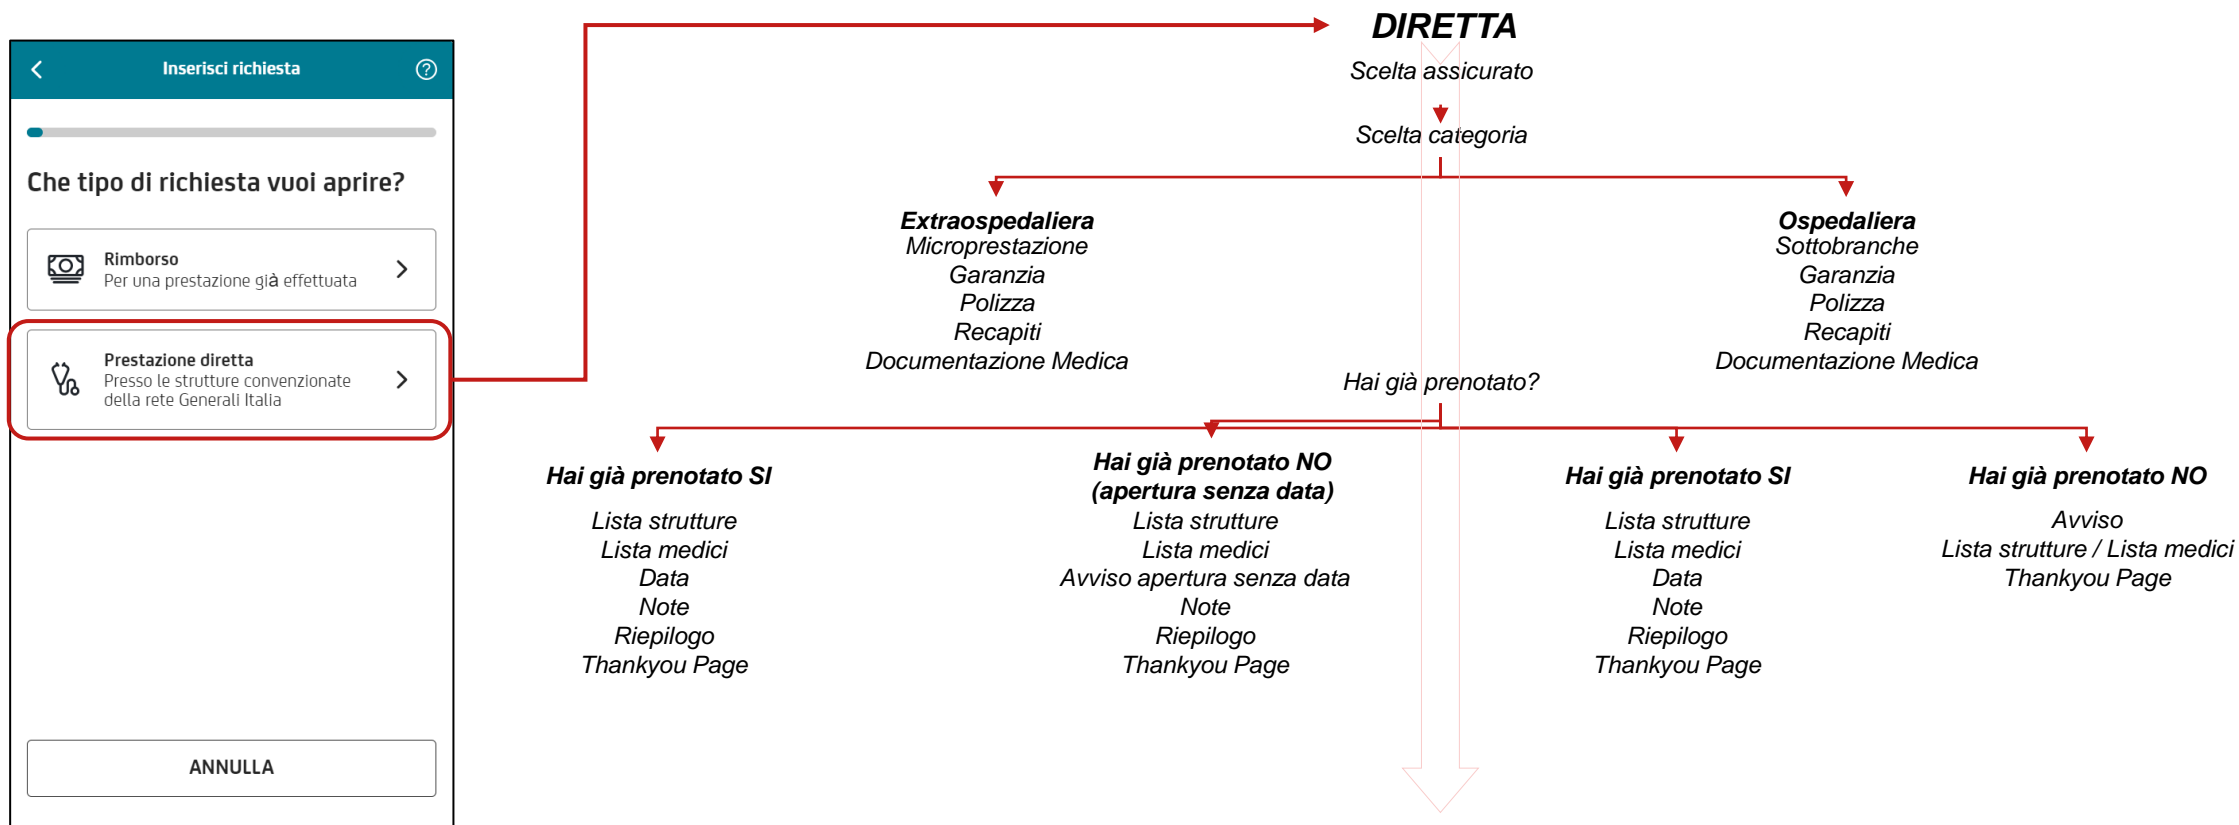 Inserisci richiesta
?
Che tipo di richiesta vuoi aprire?
Rimborso
Per una prestazione già effettuata
Prestazione diretta
Presso le strutture convenzionate
della rete Generali Italia
ANNULLA
DIRETTA
Scelta assicurato
Scelta categoria
Extraospedaliera
Microprestazione
Garanzia
Polizza
Recapiti
Documentazione Medica
Ospedaliera
Sottobranche
Garanzia
Polizza
Recapiti
Documentazione Medica
Hai già prenotato?
Hai già prenotato SI
Lista strutture
Lista medici
Data
Note
Riepilogo
Thankyou Page
Hai già prenotato NO
(apertura senza data)
Lista strutture
Lista medici
Avviso apertura senza data
Note
Riepilogo
Thankyou Page
Hai già prenotato SI
Lista strutture
Lista medici
Data
Note
Riepilogo
Thankyou Page
Hai già prenotato NO
Avviso
Lista strutture / Lista medici
Thankyou Page